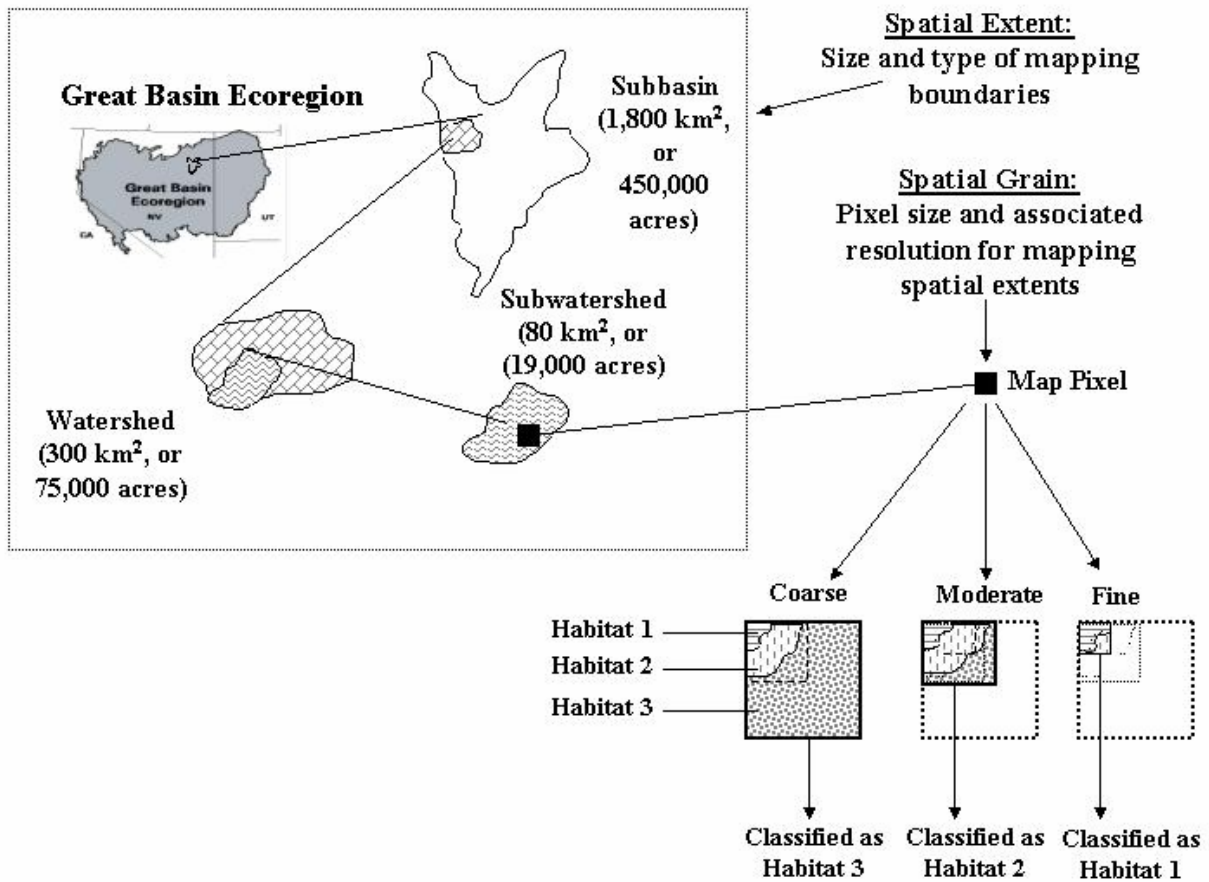 Spatial Extent:
Size and type of mapping
boundaries
Great Basin Ecoregion
Subbasin
(1,800 km²,
or
450,000
acres)
Great Basin
Ecoregion
NV
UT
CA
Spatial Grain:
Pixel size and associated
resolution for mapping
spatial extents
Subwatershed
(80 km², or
(19,000 acres)
Map Pixel
Watershed
(300 km², or
75,000 acres)
Coarse
Moderate
Fine
Habitat 1
Habitat 2
Habitat 3
Classified as
Habitat 3
Classified as
Habitat 2
Classified as
Habitat 1